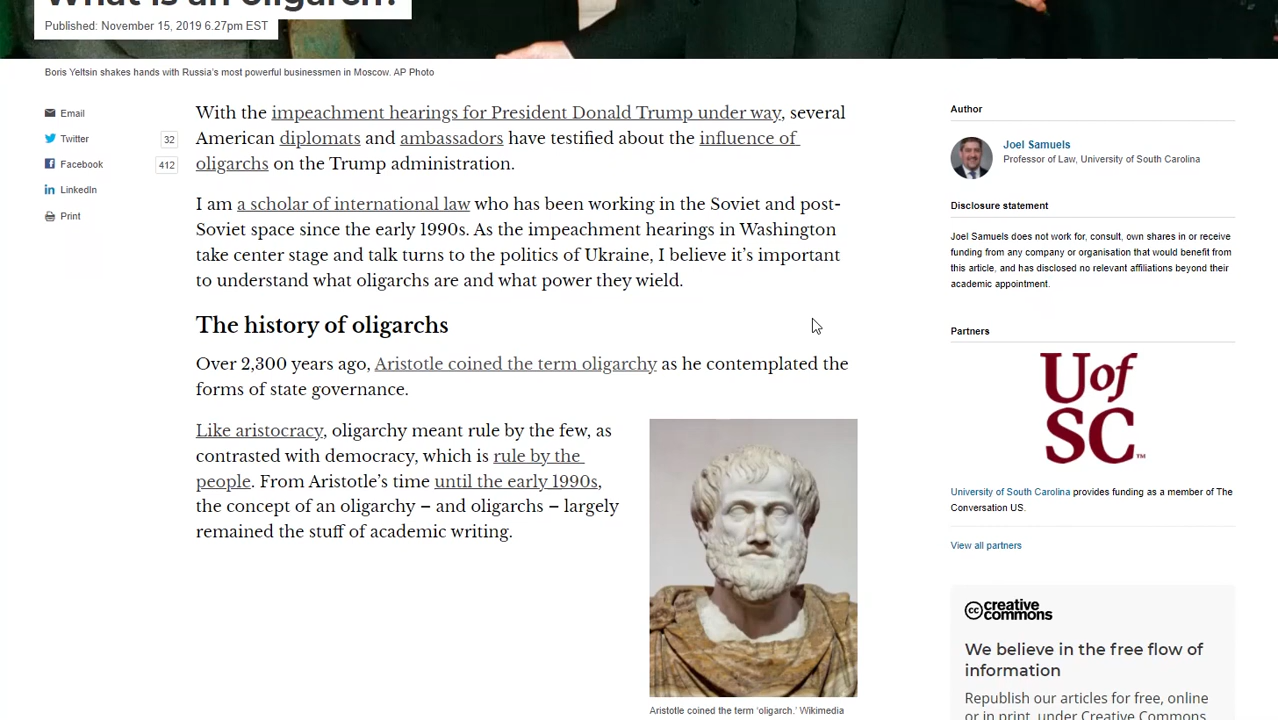 What is an oligarch?
Published: November 15, 2019 6.27pm EST
Boris Yeltsin shakes hands with Russia's most powerful businessmen in Moscow. AP Photo
Email
Twitter 32
Facebook 412
LinkedIn
Print
With the impeachment hearings for President Donald Trump under way, several
American diplomats and ambassadors have testified about the influence of
oligarchs on the Trump administration.
I am a scholar of international law who has been working in the Soviet and post-
Soviet space since the early 1990s. As the impeachment hearings in Washington
take center stage and talk turns to the politics of Ukraine, I believe it's important
to understand what oligarchs are and what power they wield.
The history of oligarchs
Over 2,300 years ago, Aristotle coined the term oligarchy as he contemplated the
forms of state governance.
Like aristocracy, oligarchy meant rule by the few, as
contrasted with democracy, which is rule by the
people. From Aristotle's time until the early 1990s,
the concept of an oligarchy – and oligarchs – largely
remained the stuff of academic writing.
Aristotle coined the term 'oligarch.' Wikimedia
Author
Joel Samuels
Professor of Law, University of South Carolina
Disclosure statement
Joel Samuels does not work for, consult, own shares in or receive
funding from any company or organisation that would benefit from
this article, and has disclosed no relevant affiliations beyond their
academic appointment.
Partners
U of
SC™
University of South Carolina provides funding as a member of The
Conversation US.
View all partners
cc creative
commons
We believe in the free flow of
information
Republish our articles for free, online
or in print, under Creative Commons